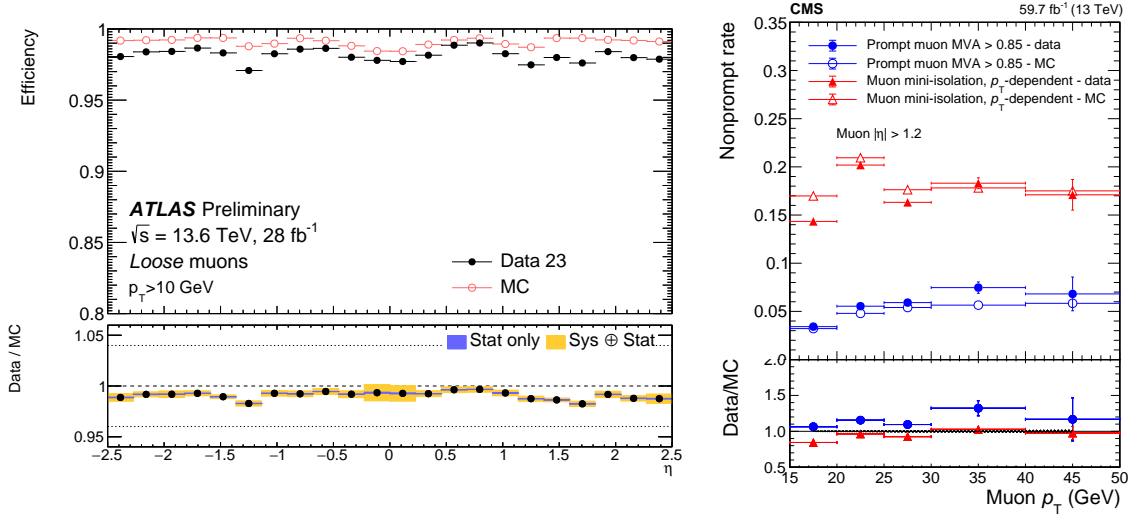 Efficiency
1
0.95
0.9
0.85
0.8
ATLAS Preliminary
√s = 13.6 TeV, 28 fb⁻¹
Loose muons
p_T>10 GeV
Data 23
MC
Data / MC
1.05
1
0.95
Stat only
Sys ⊕ Stat
−2.5 −2 −1.5 −1 −0.5 0 0.5 1 1.5 2 2.5
η
CMS 59.7 fb⁻¹ (13 TeV)
Nonprompt rate
0.35
0.3
0.25
0.2
0.15
0.1
0.05
Prompt muon MVA > 0.85 - data
Prompt muon MVA > 0.85 - MC
Muon mini-isolation, p_T-dependent - data
Muon mini-isolation, p_T-dependent - MC
Muon |η| > 1.2
Data/MC
2.0
1.5
1.0
0.5
15 20 25 30 35 40 45 50
Muon p_T (GeV)